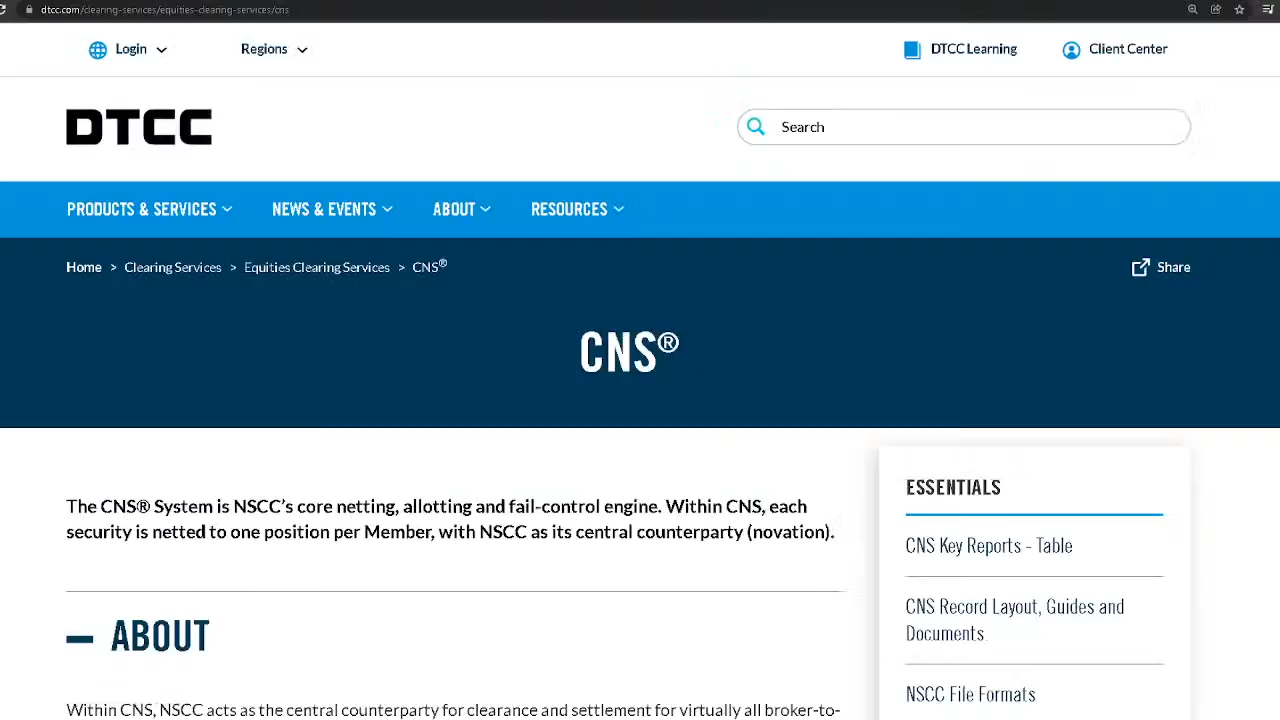 dtcc.com/clearing-services/equities-clearing-services/cns
Login
Regions
DTCC Learning
Client Center
DTCC
Search
PRODUCTS & SERVICES
NEWS & EVENTS
ABOUT
RESOURCES
Home > Clearing Services > Equities Clearing Services > CNS®
Share
CNS®
The CNS® System is NSCC’s core netting, allotting and fail-control engine. Within CNS, each
security is netted to one position per Member, with NSCC as its central counterparty (novation).
ABOUT
Within CNS, NSCC acts as the central counterparty for clearance and settlement for virtually all broker-to-
ESSENTIALS
CNS Key Reports - Table
CNS Record Layout, Guides and
Documents
NSCC File Formats